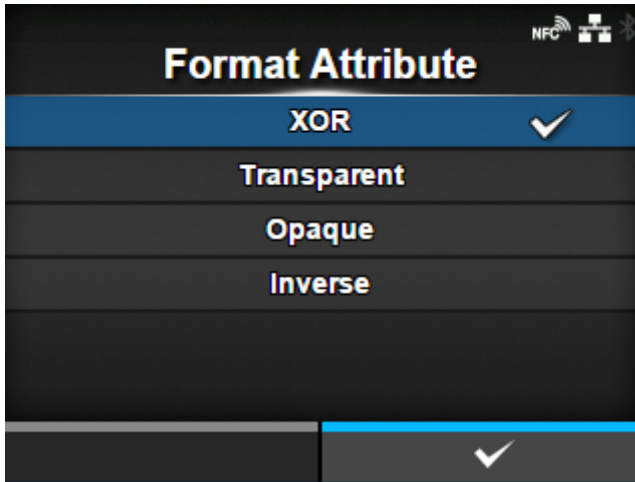 NFC
Format Attribute
XOR
Transparent
Opaque
Inverse